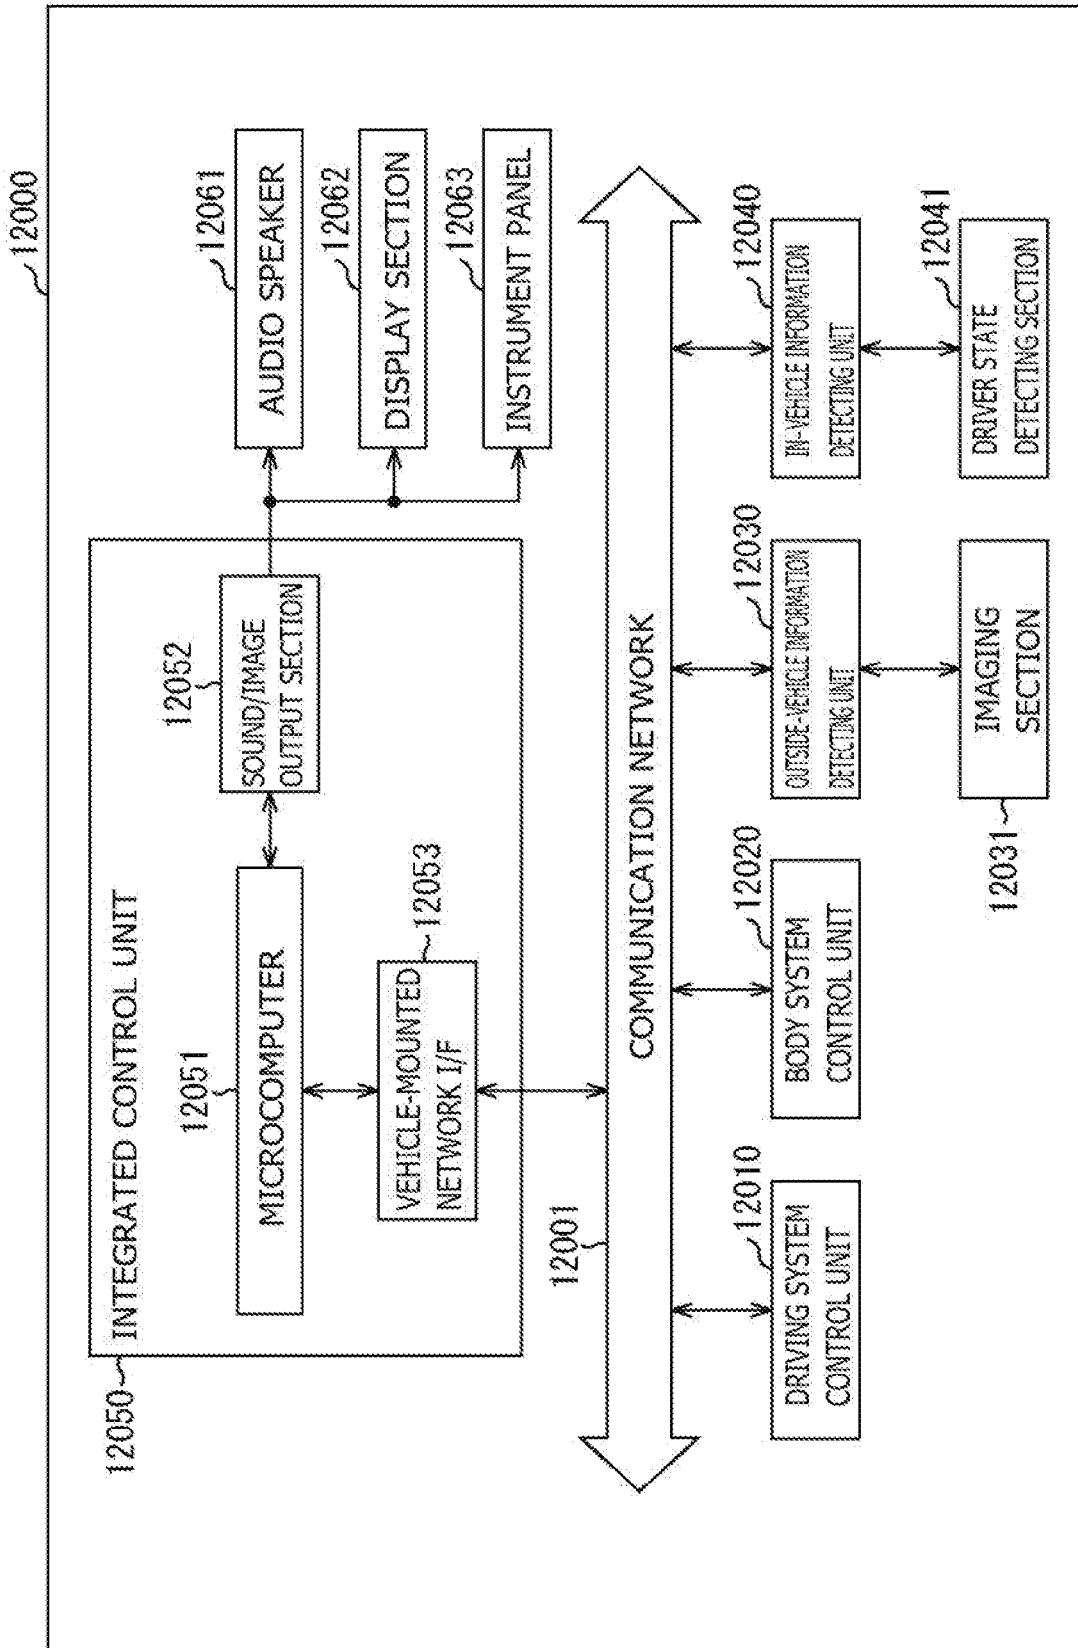 12000
12050
INTEGRATED CONTROL UNIT
12051
MICROCOMPUTER
12052
SOUND/IMAGE
OUTPUT SECTION
12053
VEHICLE-MOUNTED
NETWORK I/F
12061
AUDIO SPEAKER
12062
DISPLAY SECTION
12063
INSTRUMENT PANEL
12001
COMMUNICATION NETWORK
12010
DRIVING SYSTEM
CONTROL UNIT
12020
BODY SYSTEM
CONTROL UNIT
12030
OUTSIDE-VEHICLE INFORMATION
DETECTING UNIT
12040
IN-VEHICLE INFORMATION
DETECTING UNIT
12031
IMAGING
SECTION
12041
DRIVER STATE
DETECTING SECTION